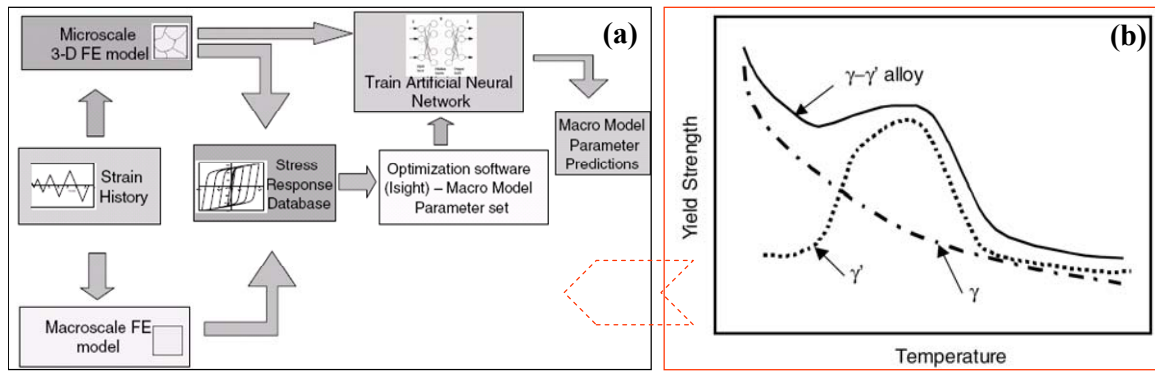 (a)
Microscale
3-D FE model
Train Artificial Neural
Network
Macro Model
Parameter
Predictions
Strain
History
Stress
Response
Database
Optimization software
(Isight) – Macro Model
Parameter set
Macroscale FE
model
(b)
γ–γ' alloy
Yield Strength
γ'
γ
Temperature